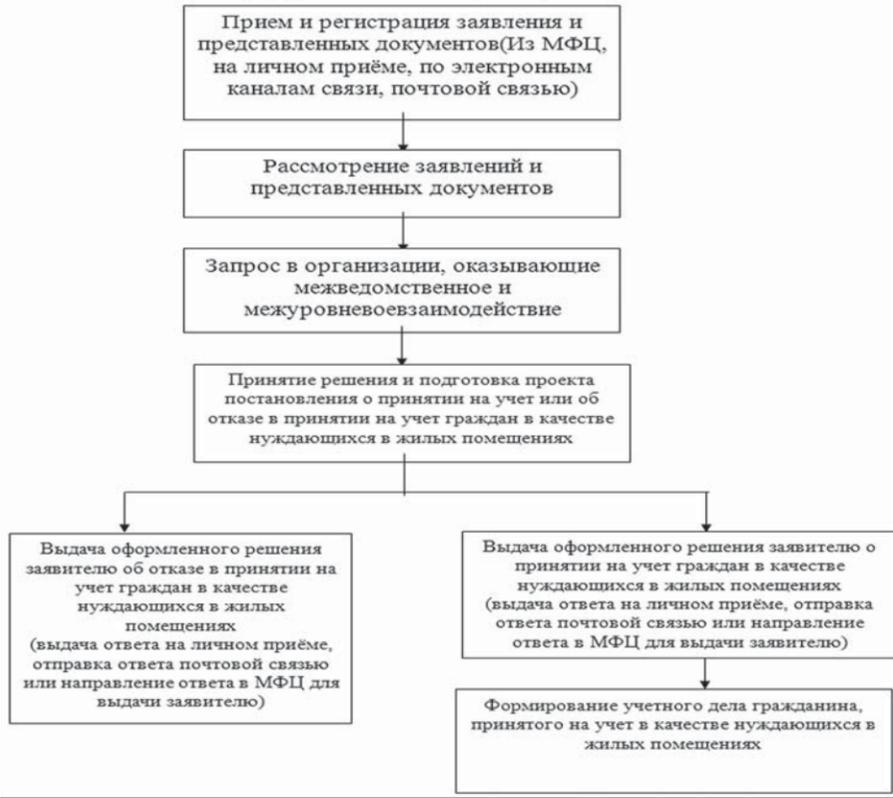 Прием и регистрация заявления и
представленных документов(Из МФЦ,
на личном приёме, по электронным
каналам связи, почтовой связью)
Рассмотрение заявлений и
представленных документов
Запрос в организации, оказывающие
межведомственное и
межуровневоевзаимодействие
Принятие решения и подготовка проекта
постановления о принятии на учет или об
отказе в принятии на учет граждан в качестве
нуждающихся в жилых помещениях
Выдача оформленного решения
заявителю об отказе в принятии на
учет граждан в качестве
нуждающихся в жилых
помещениях
(выдача ответа на личном приёме,
отправка ответа почтовой связью
или направление ответа в МФЦ для
выдачи заявителю)
Выдача оформленного решения заявителю о
принятии на учет граждан в качестве
нуждающихся в жилых помещениях
(выдача ответа на личном приёме, отправка
ответа почтовой связью или направление
ответа в МФЦ для выдачи заявителю)
Формирование учетного дела гражданина,
принятого на учет в качестве нуждающихся в
жилых помещениях